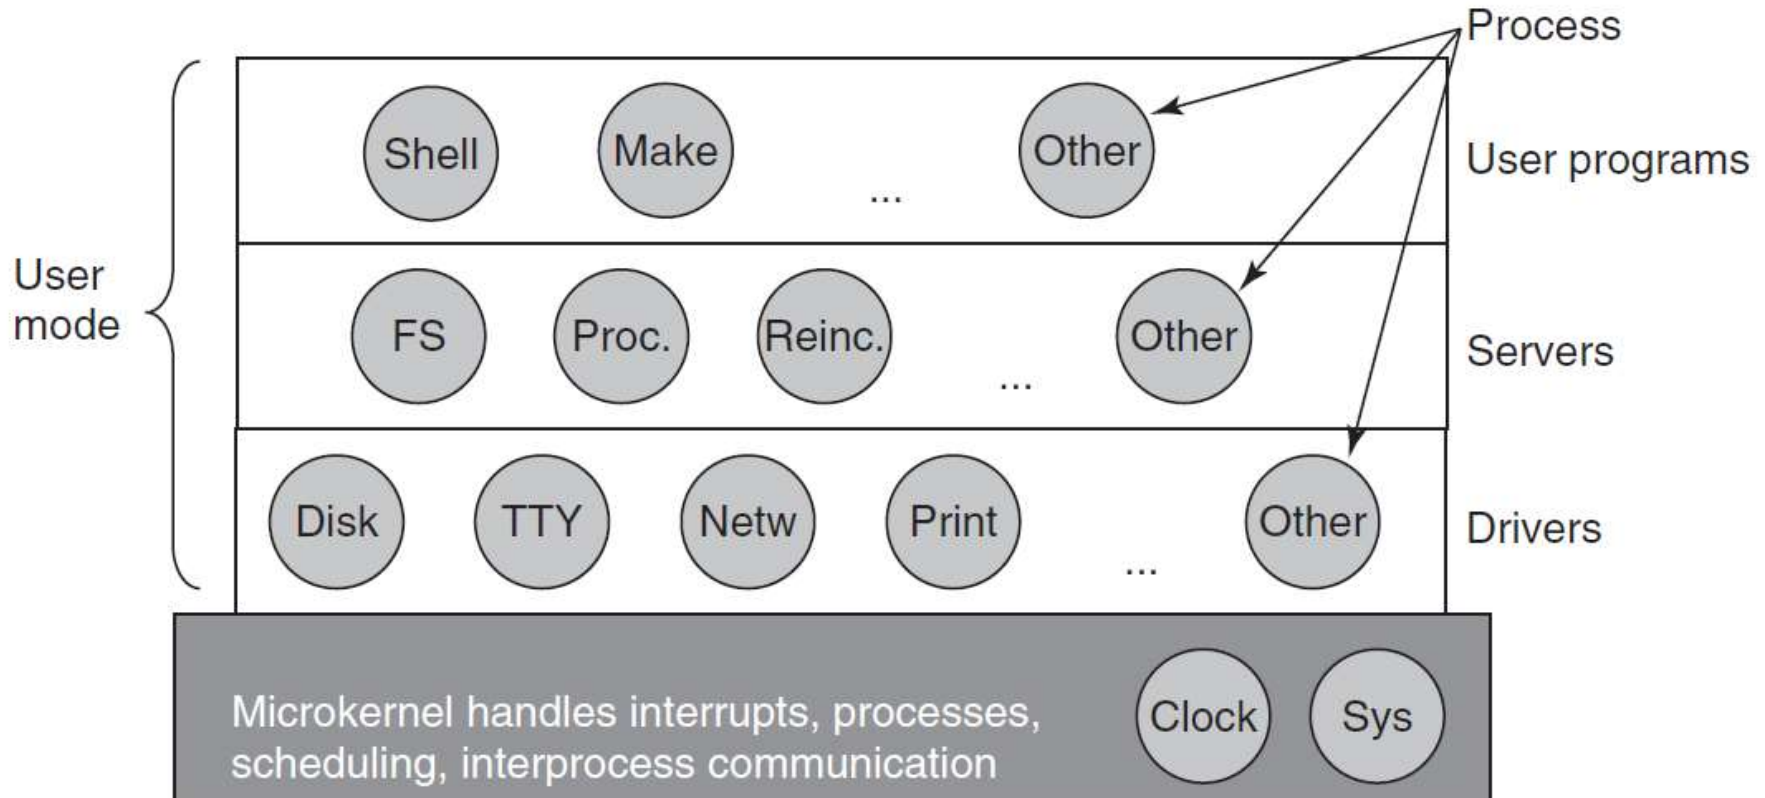 Process
Shell
Make
...
Other
User programs
User
mode
FS
Proc.
Reinc.
...
Other
Servers
Disk
TTY
Netw
Print
...
Other
Drivers
Microkernel handles interrupts, processes,
scheduling, interprocess communication
Clock
Sys